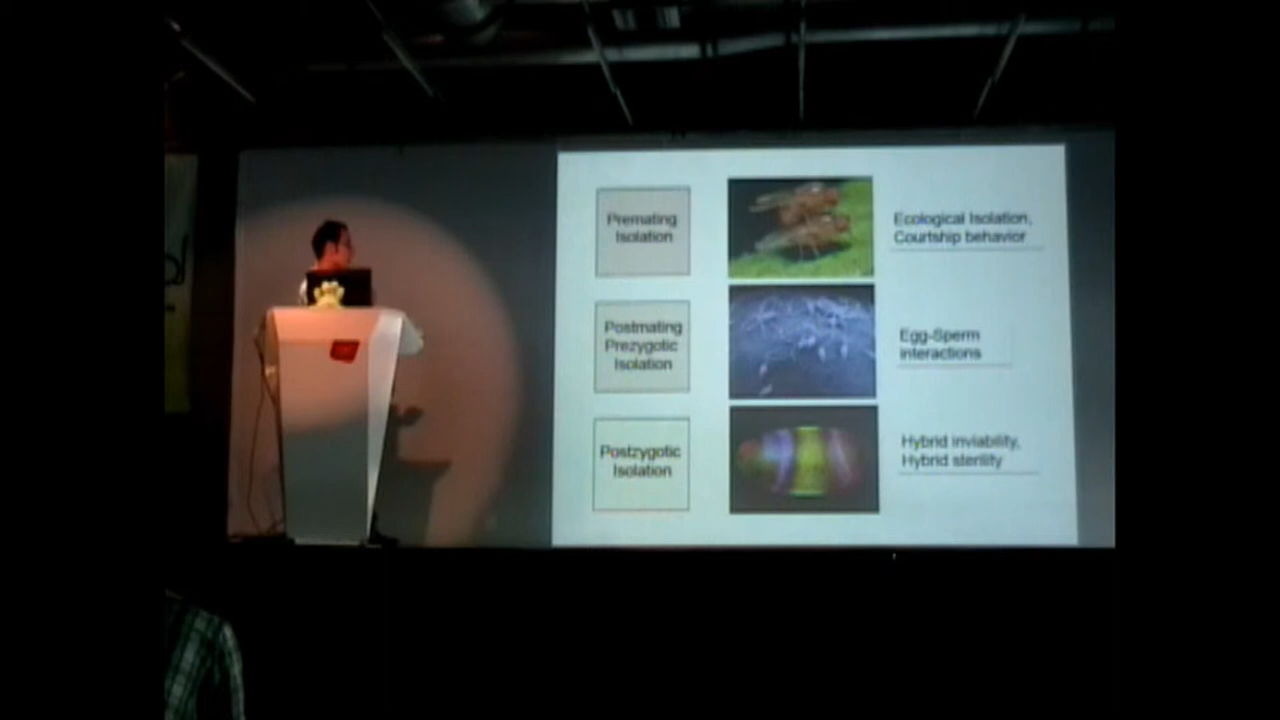 Premating
Isolation
Ecological Isolation,
Courtship behavior
Postmating
Prezygotic
Isolation
Egg-Sperm
interactions
Postzygotic
Isolation
Hybrid inviability,
Hybrid sterility